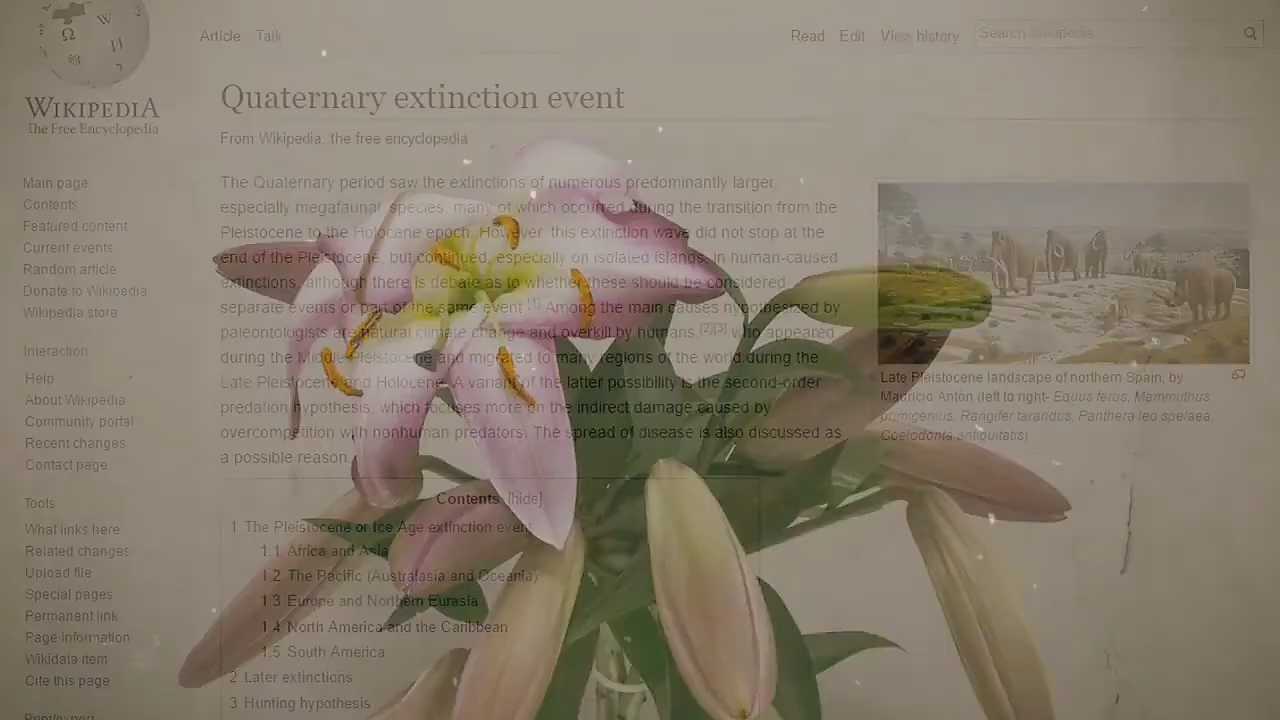 Article Talk
Read Edit View history Search Wikipedia
WIKIPEDIA
The Free Encyclopedia
Quaternary extinction event
From Wikipedia, the free encyclopedia
Main page
Contents
Featured content
Current events
Random article
Donate to Wikipedia
Wikipedia store
Interaction
Help
About Wikipedia
Community portal
Recent changes
Contact page
Tools
What links here
Related changes
Upload file
Special pages
Permanent link
Page information
Wikidata item
Cite this page
The Quaternary period saw the extinctions of numerous predominantly larger,
especially megafaunal, species, many of which occurred during the transition from the
Pleistocene to the Holocene epoch. However, this extinction wave did not stop at the
end of the Pleistocene, but continued, especially on isolated islands, in human-caused
extinctions, although there is debate as to whether these should be considered
separate events or part of the same event.[1] Among the main causes hypothesized by
paleontologists are natural climate change and overkill by humans,[2][3] who appeared
during the Middle Pleistocene and migrated to many regions of the world during the
Late Pleistocene and Holocene. A variant of the latter possibility is the second-order
predation hypothesis, which focuses more on the indirect damage caused by
overcompetition with nonhuman predators. The spread of disease is also discussed as
a possible reason.
Late Pleistocene landscape of northern Spain, by
Mauricio Antón (left to right- Equus ferus, Mammuthus
primigenius, Rangifer tarandus, Panthera leo spelaea,
Coelodonta antiquitatis)
Contents [hide]
1 The Pleistocene or Ice Age extinction event
1.1 Africa and Asia
1.2 The Pacific (Australasia and Oceania)
1.3 Europe and Northern Eurasia
1.4 North America and the Caribbean
1.5 South America
2 Later extinctions
3 Hunting hypothesis